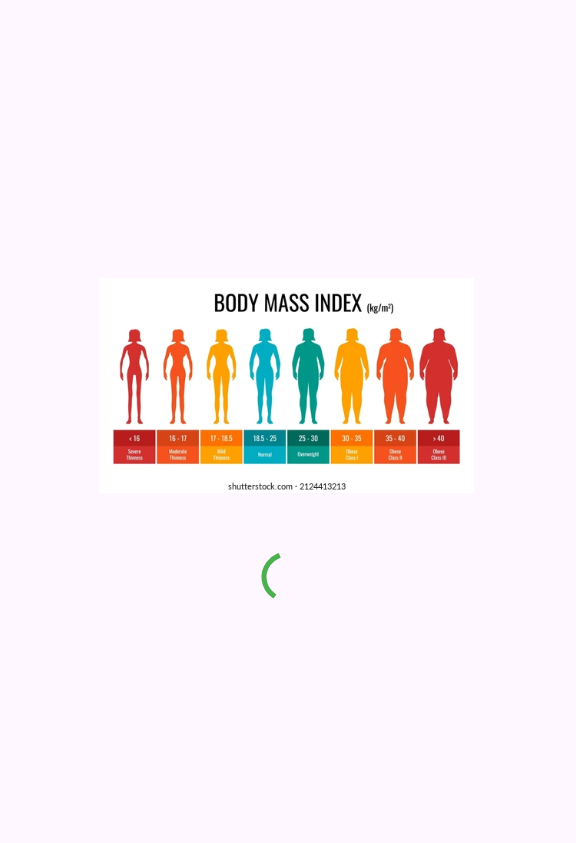 BODY MASS INDEX (kg/m²)
< 16 16 - 17 17 - 18.5 18.5 - 25 25 - 30 30 - 35 35 - 40 > 40
Severe Moderate Mild Normal Overweight Obese Obese Obese
Thinness Thinness Thinness Class I Class II Class III
shutterstock.com · 2124413213